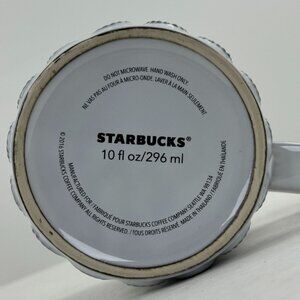 DO NOT MICROWAVE. HAND WASH ONLY
NE VAS PAS AU FOUR À MICRO-ONDE. LAVER À LA MAIN SEULEMENT
STARBUCKS®
10 fl oz/296 ml
© 2016 STARBUCKS COFFEE COMPANY
MANUFACTURED FOR / FABRIQUÉ POUR STARBUCKS COFFEE COMPANY SEATTLE WA 98134
ALL RIGHTS RESERVED. / TOUS DROITS RÉSERVÉ. MADE IN THAILAND / FABRIQUÉ EN THAÏLANDE